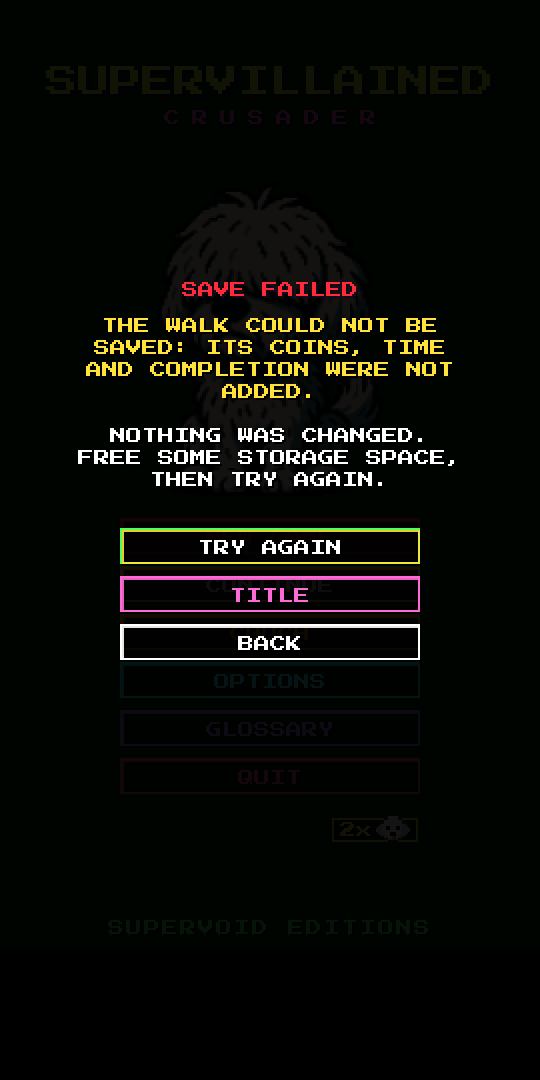 SUPERVILLAINED
CRUSADER
SAVE FAILED
THE WALK COULD NOT BE
SAVED: ITS COINS, TIME
AND COMPLETION WERE NOT
ADDED.
NOTHING WAS CHANGED.
FREE SOME STORAGE SPACE,
THEN TRY AGAIN.
TRY AGAIN
CONTINUE
TITLE
BACK
OPTIONS
GLOSSARY
QUIT
2x
SUPERVOID EDITIONS